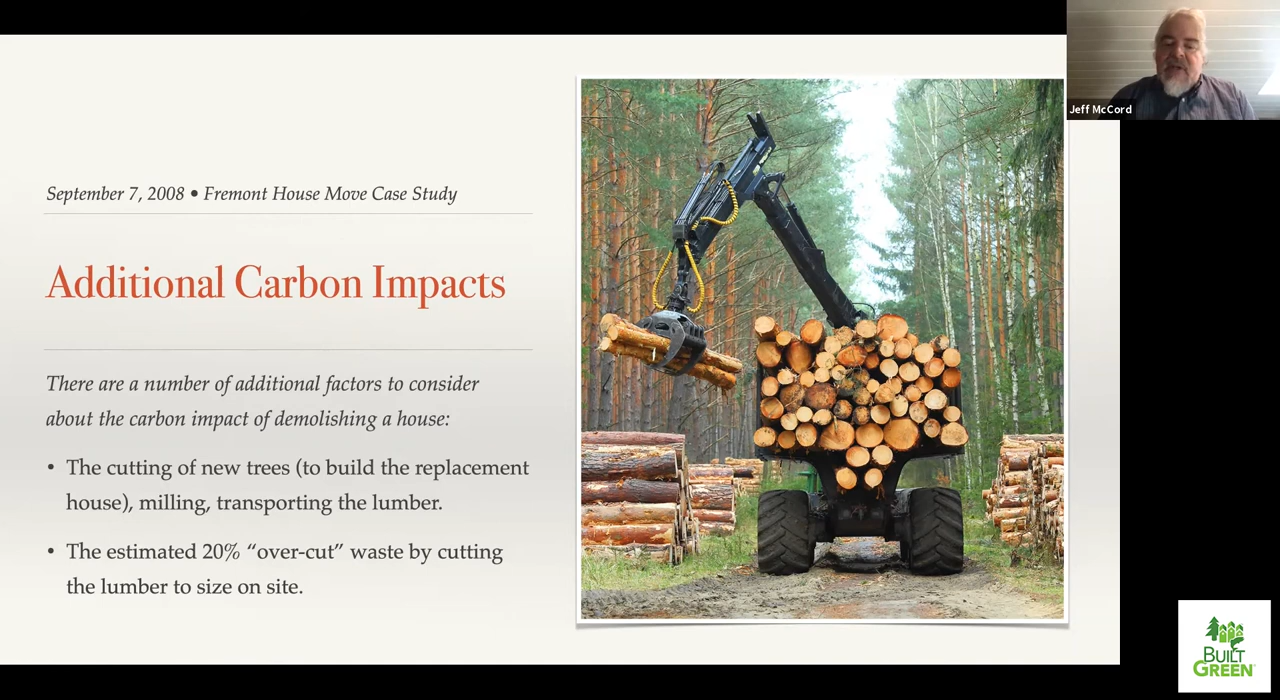 September 7, 2008 • Fremont House Move Case Study
Additional Carbon Impacts
There are a number of additional factors to consider
about the carbon impact of demolishing a house:
• The cutting of new trees (to build the replacement
house), milling, transporting the lumber.
• The estimated 20% “over-cut” waste by cutting
the lumber to size on site.
Jeff McCord
BUILT
GREEN